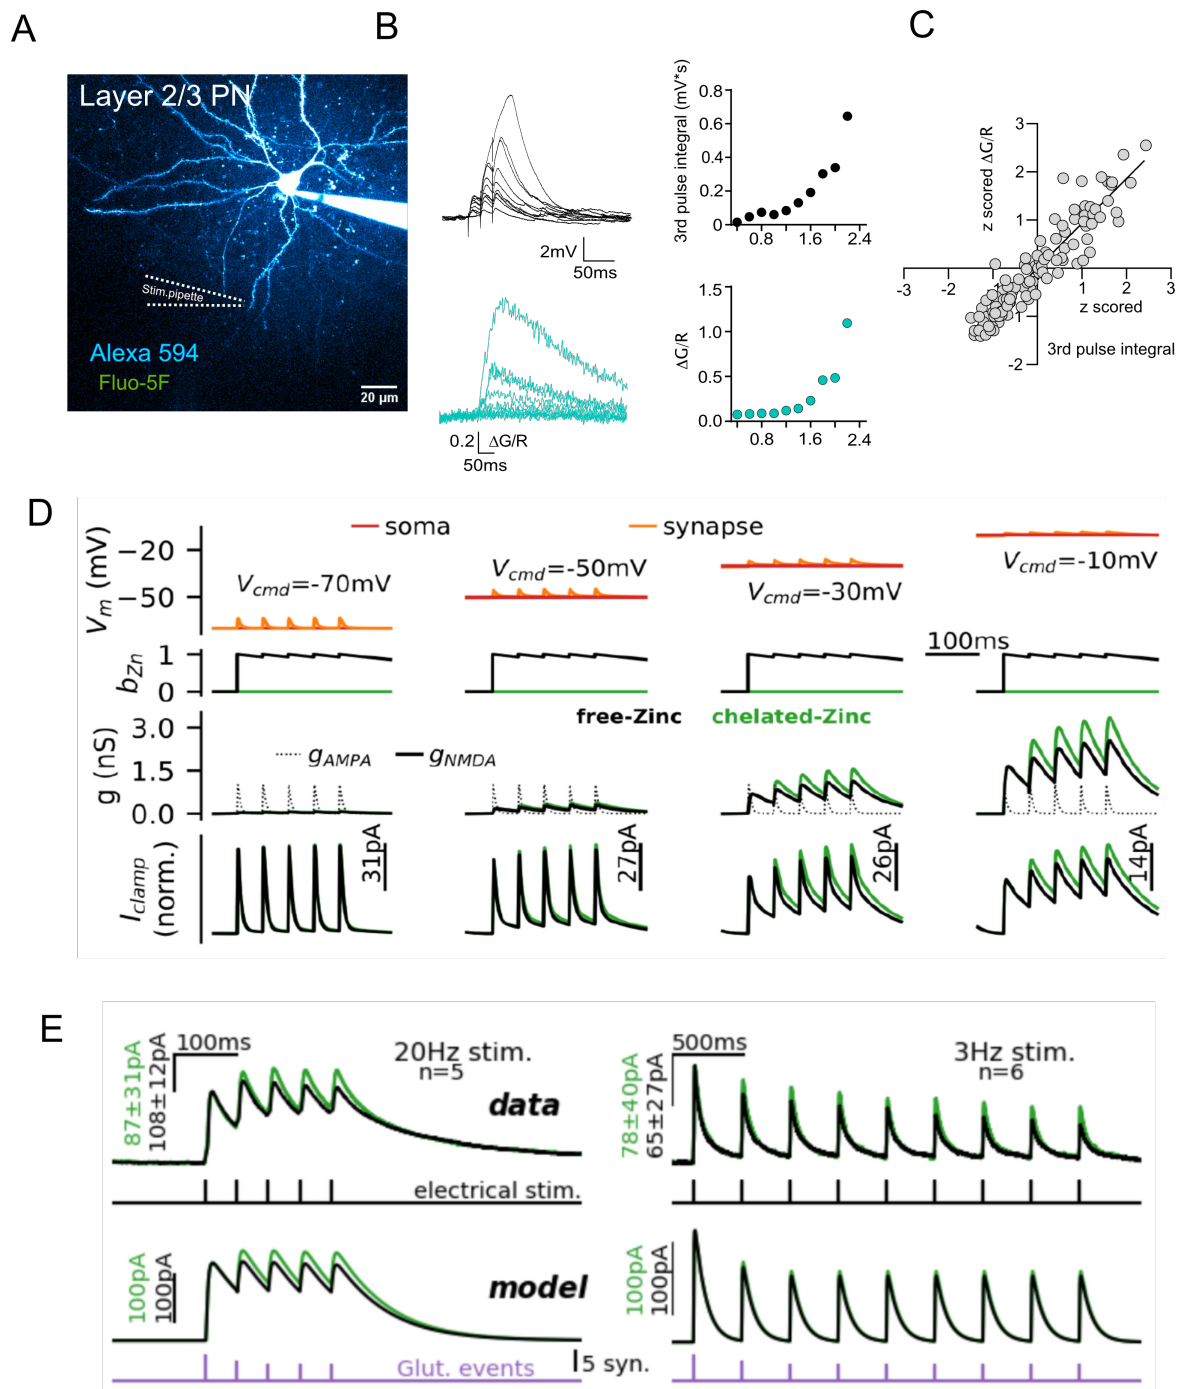 A
B
C
Layer 2/3 PN
Stim.pipette
Alexa 594
Fluo-5F
20 µm
2mV
50ms
0.2
ΔG/R
50ms
3rd pulse integral (mV*s)
0.8
0.6
0.4
0.2
0
0.8
1.6
2.4
ΔG/R
1.5
1.0
0.5
0.0
0.8
1.6
2.4
z scored ΔG/R
3
2
1
-3
-2
-1
1
2
3
z scored
-1
3rd pulse integral
-2
D
soma
synapse
Vm (mV)
−20
−50
Vcmd=-70mV
Vcmd=-50mV
Vcmd=-30mV
Vcmd=-10mV
100ms
bZn
1
0
free-Zinc
chelated-Zinc
g (nS)
3.0
1.5
0.0
gAMPA
gNMDA
Iclamp
(norm.)
31pA
27pA
26pA
14pA
E
87±31pA
108±12pA
100ms
20Hz stim.
n=5
data
electrical stim.
78±40pA
65±27pA
500ms
3Hz stim.
n=6
100pA
100pA
model
Glut. events
5 syn.
100pA
100pA